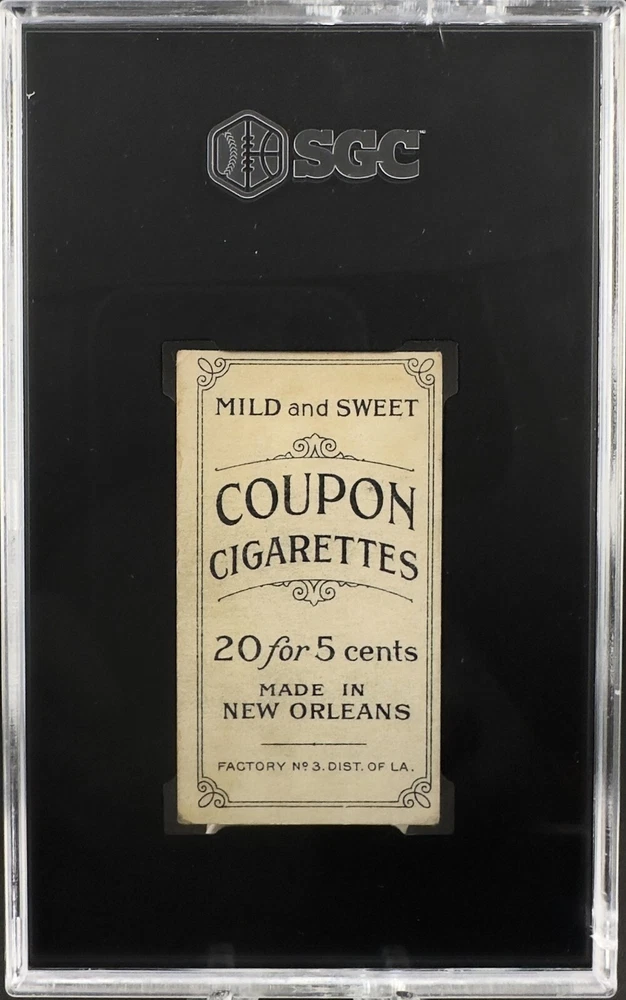 SGC™
MILD and SWEET
COUPON
CIGARETTES
20 for 5 cents
MADE IN
NEW ORLEANS
FACTORY Nº 3. DIST. OF LA.